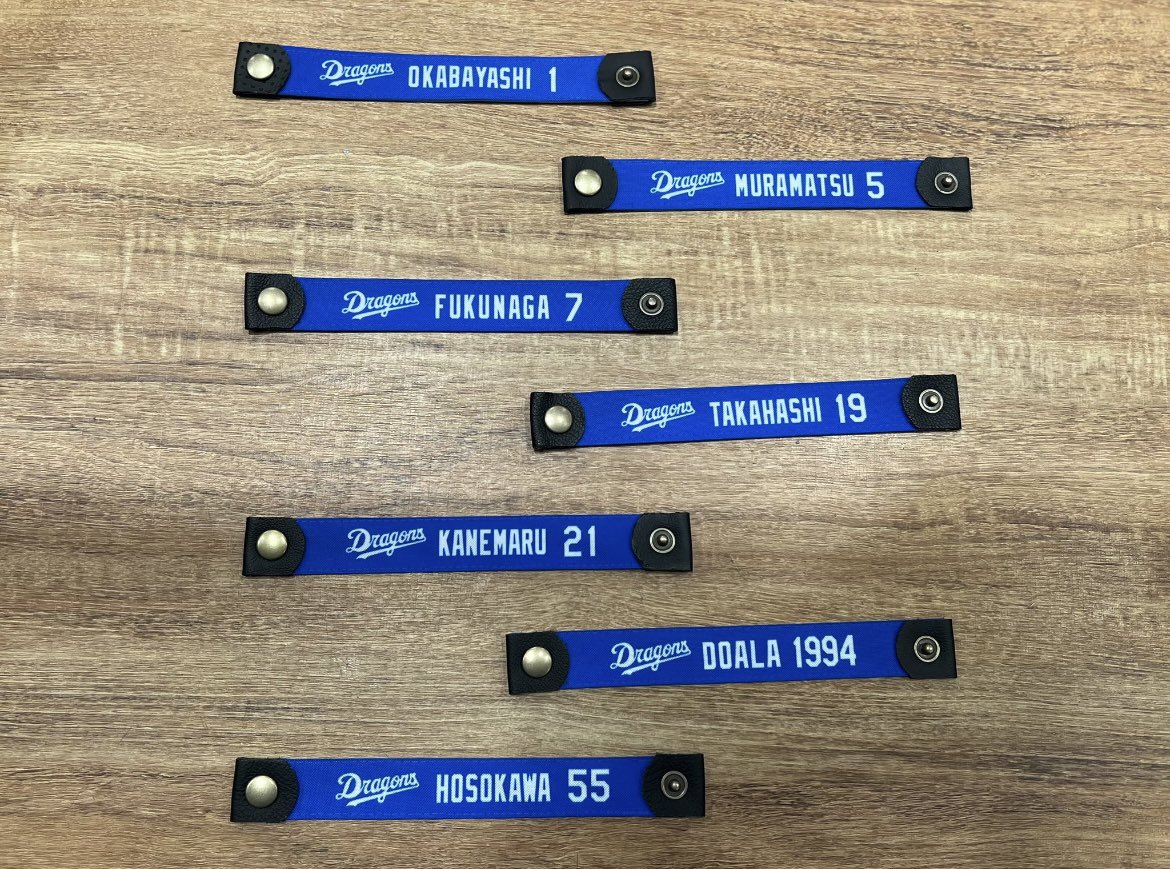 Dragons OKABAYASHI 1
Dragons MURAMATSU 5
Dragons FUKUNAGA 7
Dragons TAKAHASHI 19
Dragons KANEMARU 21
Dragons DOALA 1994
Dragons HOSOKAWA 55